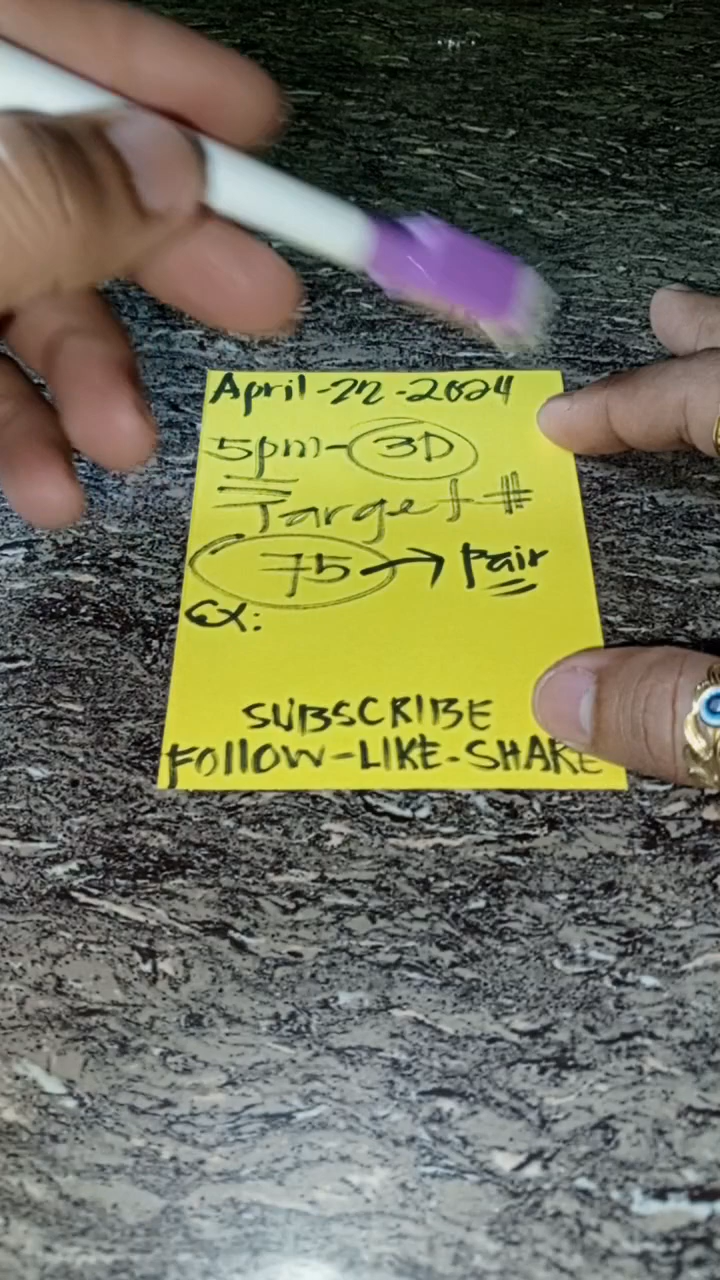 April-22-2024
5pm-3D
Target #
75→pair
Ex:
SUBSCRIBE
FOLLOW-LIKE-SHARE